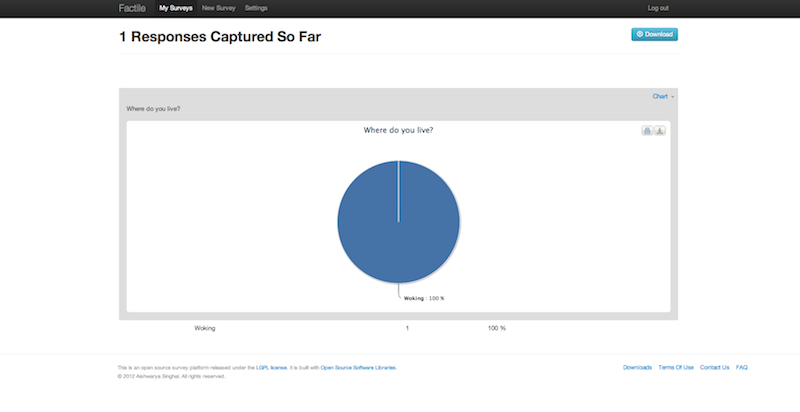 Factile My Surveys New Survey Settings Log out
1 Responses Captured So Far Download
Chart
Where do you live?
Where do you live?
Woking : 100 %
Woking 1 100 %
This is an open source survey platform released under the LGPL license. It is built with Open Source Software Libraries. Downloads Terms Of Use Contact Us FAQ
© 2012 Aishwarya Singhal. All rights reserved.